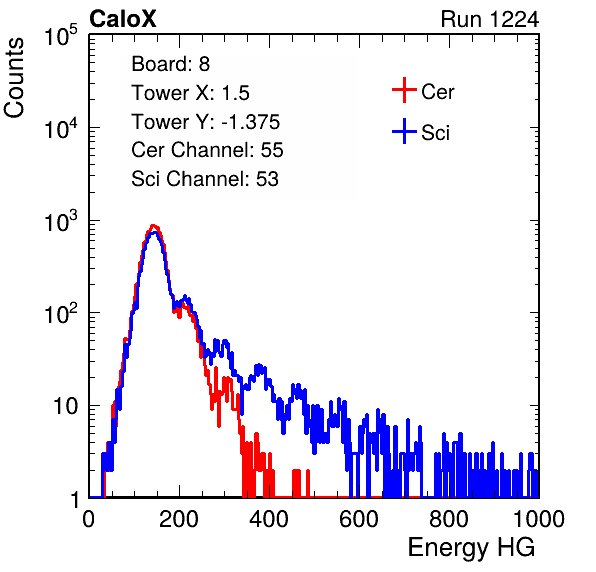 CaloX Run 1224
Counts
10^5
10^4
10^3
10^2
10
1
Board: 8
Tower X: 1.5
Tower Y: -1.375
Cer Channel: 55
Sci Channel: 53
Cer
Sci
0 200 400 600 800 1000
Energy HG